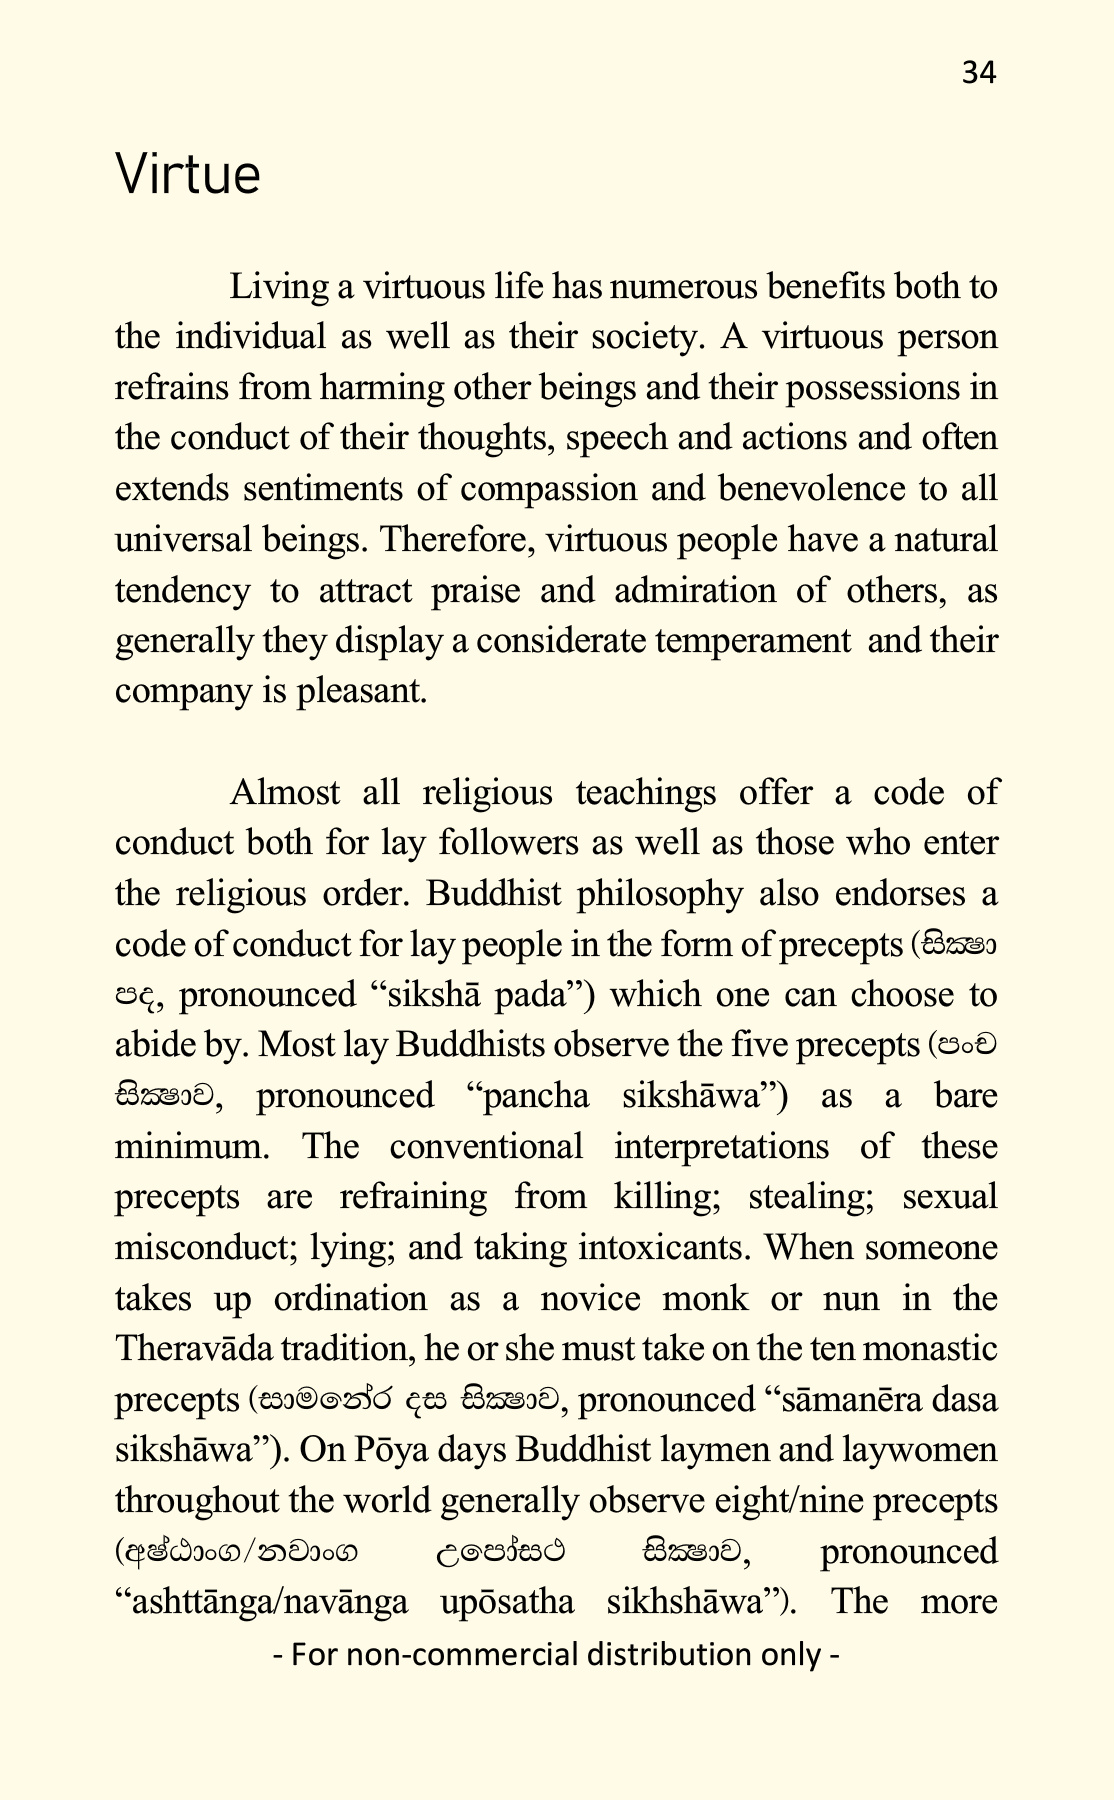 34
Virtue
Living a virtuous life has numerous benefits both to
the individual as well as their society. A virtuous person
refrains from harming other beings and their possessions in
the conduct of their thoughts, speech and actions and often
extends sentiments of compassion and benevolence to all
universal beings. Therefore, virtuous people have a natural
tendency to attract praise and admiration of others, as
generally they display a considerate temperament and their
company is pleasant.
Almost all religious teachings offer a code of
conduct both for lay followers as well as those who enter
the religious order. Buddhist philosophy also endorses a
code of conduct for lay people in the form of precepts (සික්‍ෂා
පද, pronounced “sikshā pada”) which one can choose to
abide by. Most lay Buddhists observe the five precepts (පංච
සික්‍ෂාව, pronounced “pancha sikshāwa”) as a bare
minimum. The conventional interpretations of these
precepts are refraining from killing; stealing; sexual
misconduct; lying; and taking intoxicants. When someone
takes up ordination as a novice monk or nun in the
Theravāda tradition, he or she must take on the ten monastic
precepts (සාමනේර දස සික්‍ෂාව, pronounced “sāmanēra dasa
sikshāwa”). On Pōya days Buddhist laymen and laywomen
throughout the world generally observe eight/nine precepts
(අෂ්ඨාංග/නවාංග උපෝසථ සික්‍ෂාව, pronounced
“ashttānga/navānga upōsatha sikhshāwa”). The more
- For non-commercial distribution only -